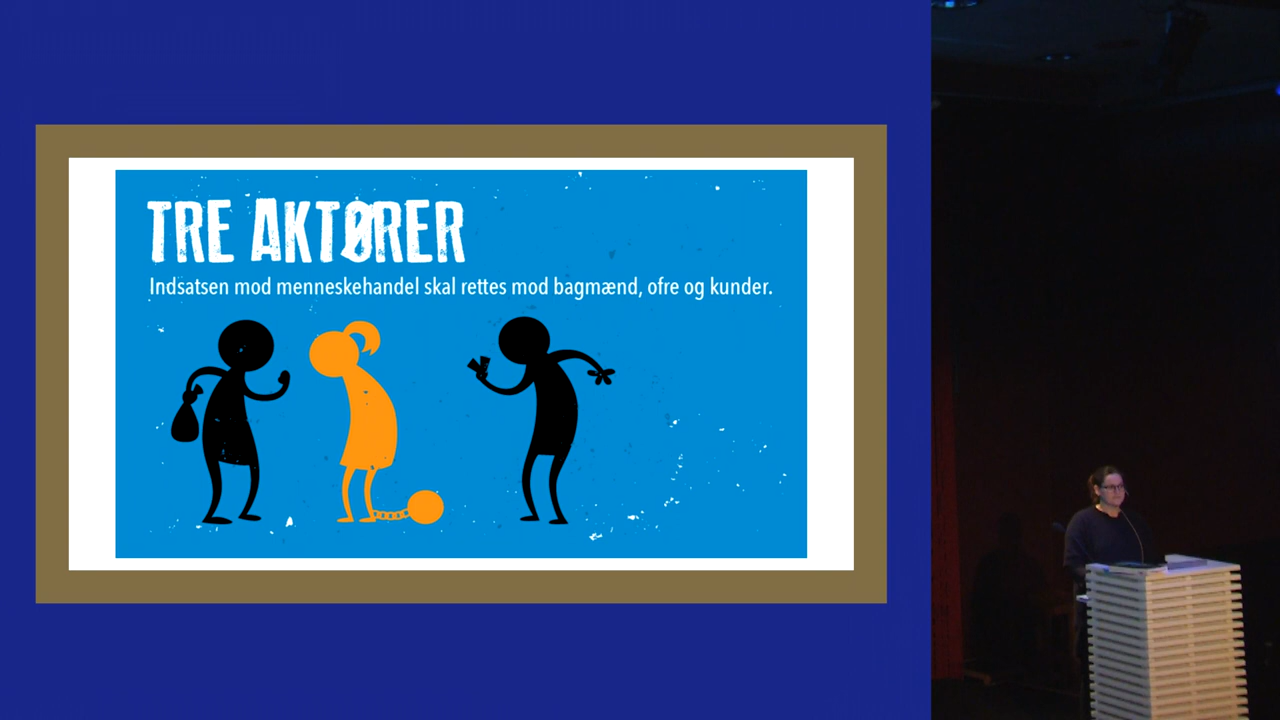 TRE AKTØRER
Indsatsen mod menneskehandel skal rettes mod bagmænd, ofre og kunder.